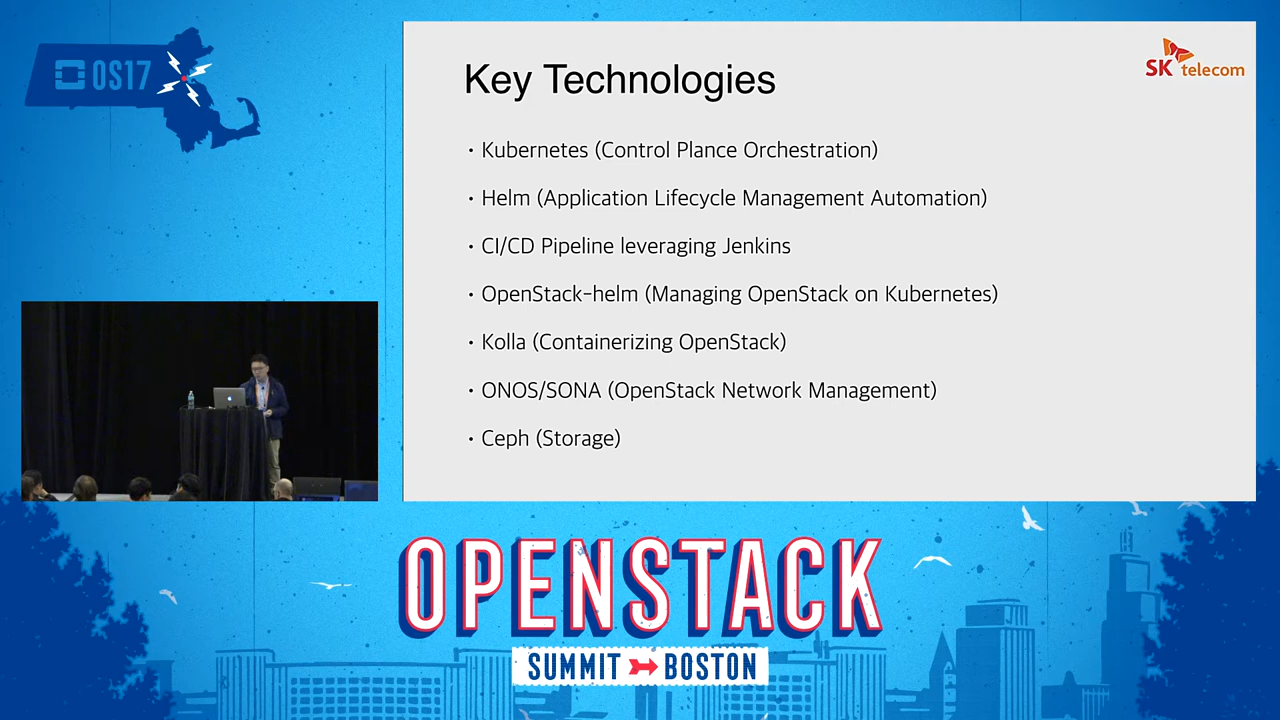 OS17
Key Technologies
SK telecom
• Kubernetes (Control Plance Orchestration)
• Helm (Application Lifecycle Management Automation)
• CI/CD Pipeline leveraging Jenkins
• OpenStack-helm (Managing OpenStack on Kubernetes)
• Kolla (Containerizing OpenStack)
• ONOS/SONA (OpenStack Network Management)
• Ceph (Storage)
OPENSTACK
SUMMIT BOSTON